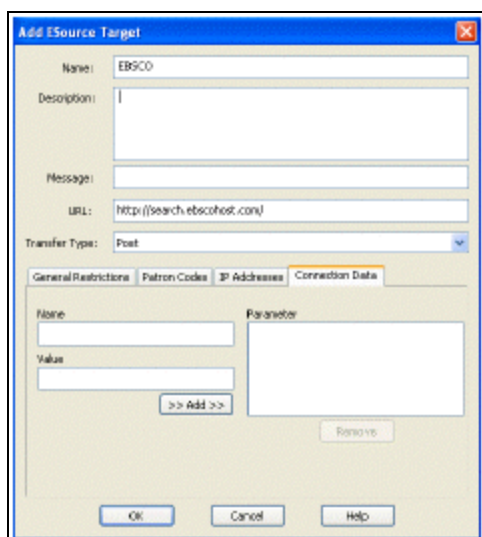 Add ESource Target
Name: EBSCO
Description:
Message:
URL: http://search.ebscohost.com/
Transfer Type: Post
General Restrictions Patron Codes IP Addresses Connection Data
Name Parameter
Value
>> Add >>
Remove
OK Cancel Help